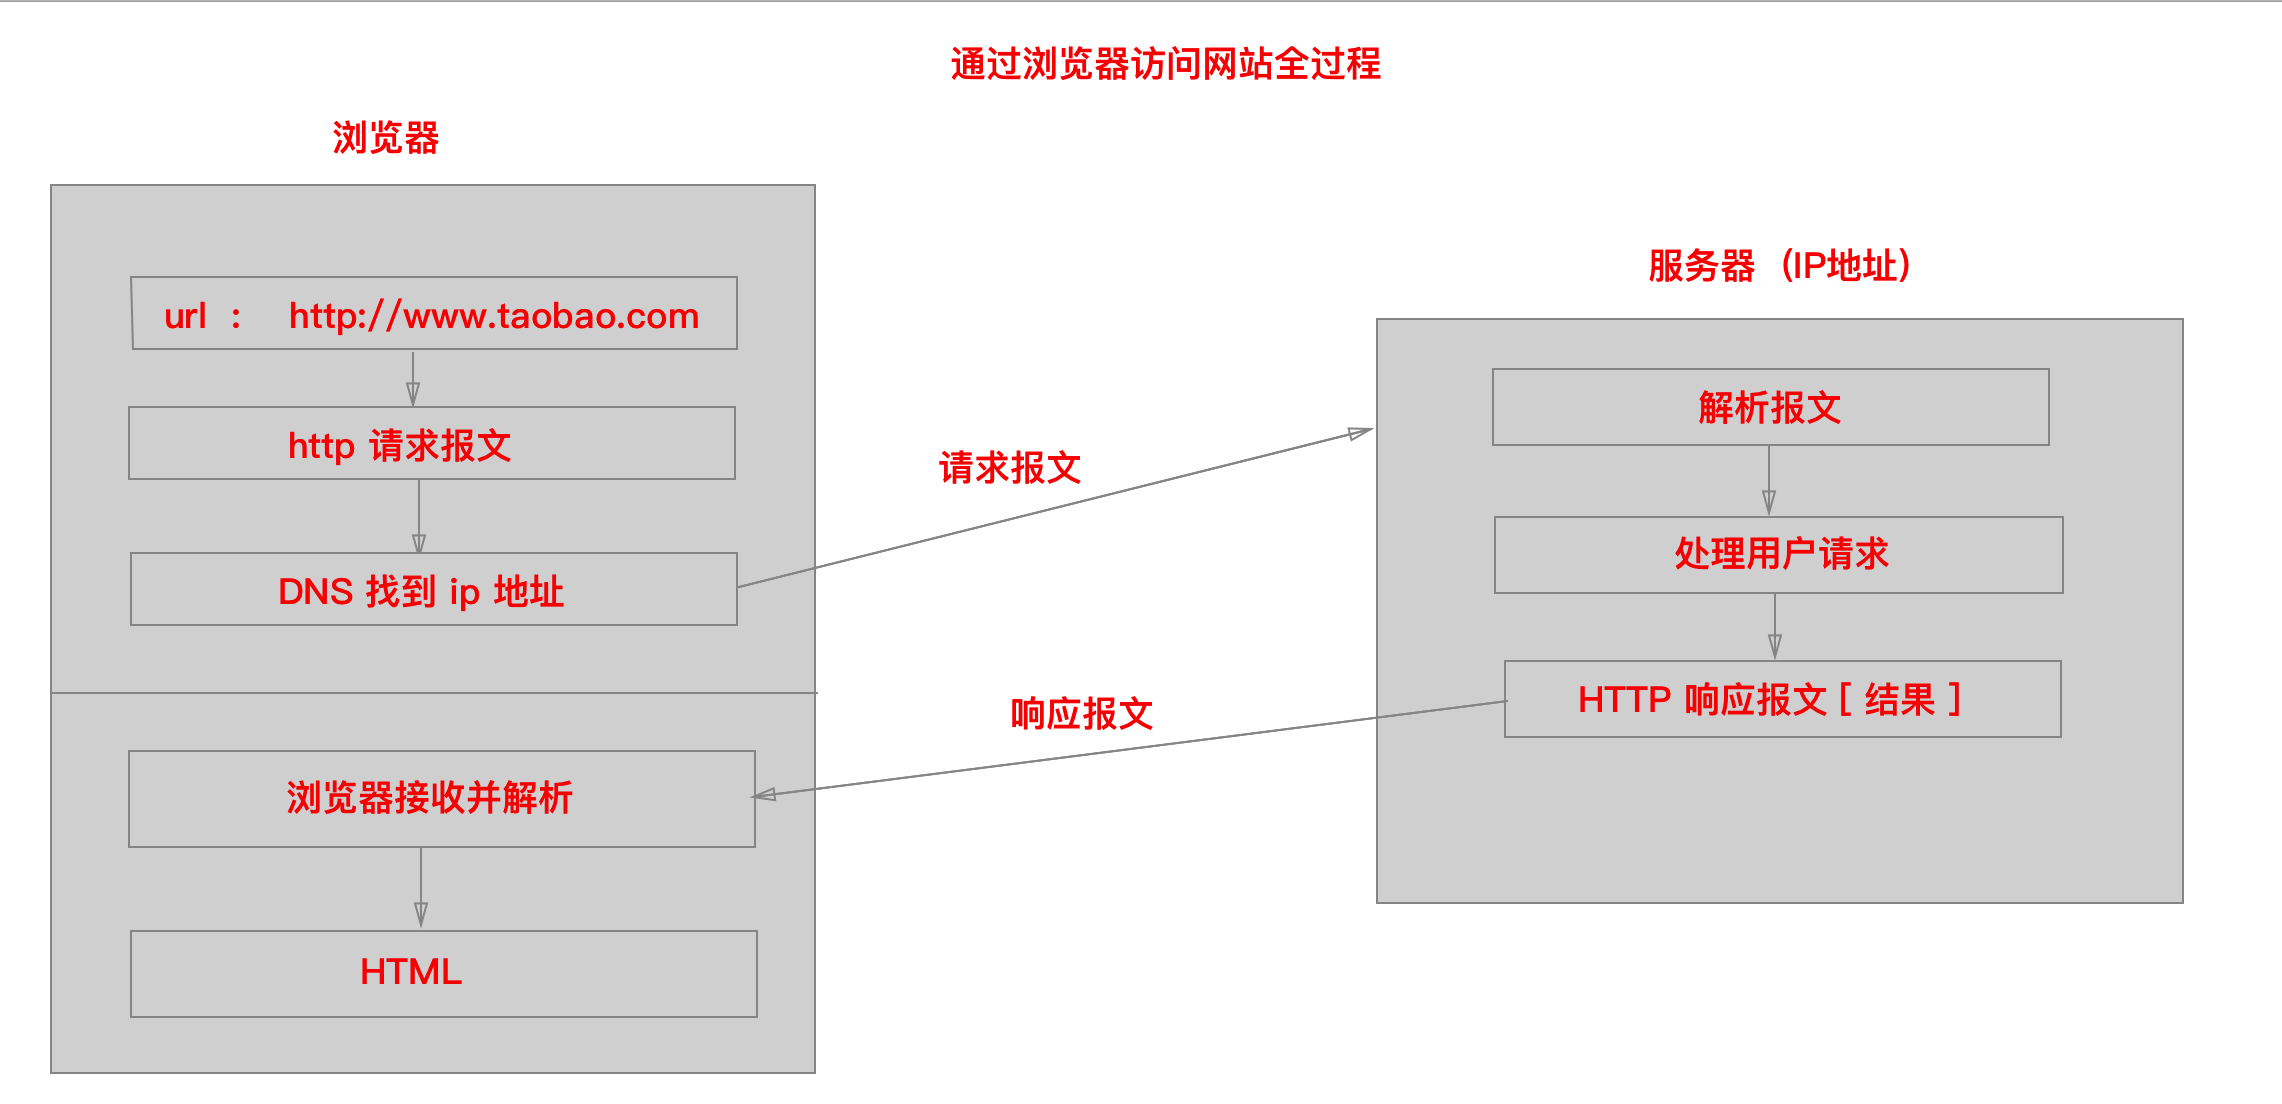 通过浏览器访问网站全过程
浏览器
url : http://www.taobao.com
http 请求报文
DNS 找到 ip 地址
请求报文
服务器 (IP地址)
解析报文
处理用户请求
HTTP 响应报文 [ 结果 ]
响应报文
浏览器接收并解析
HTML